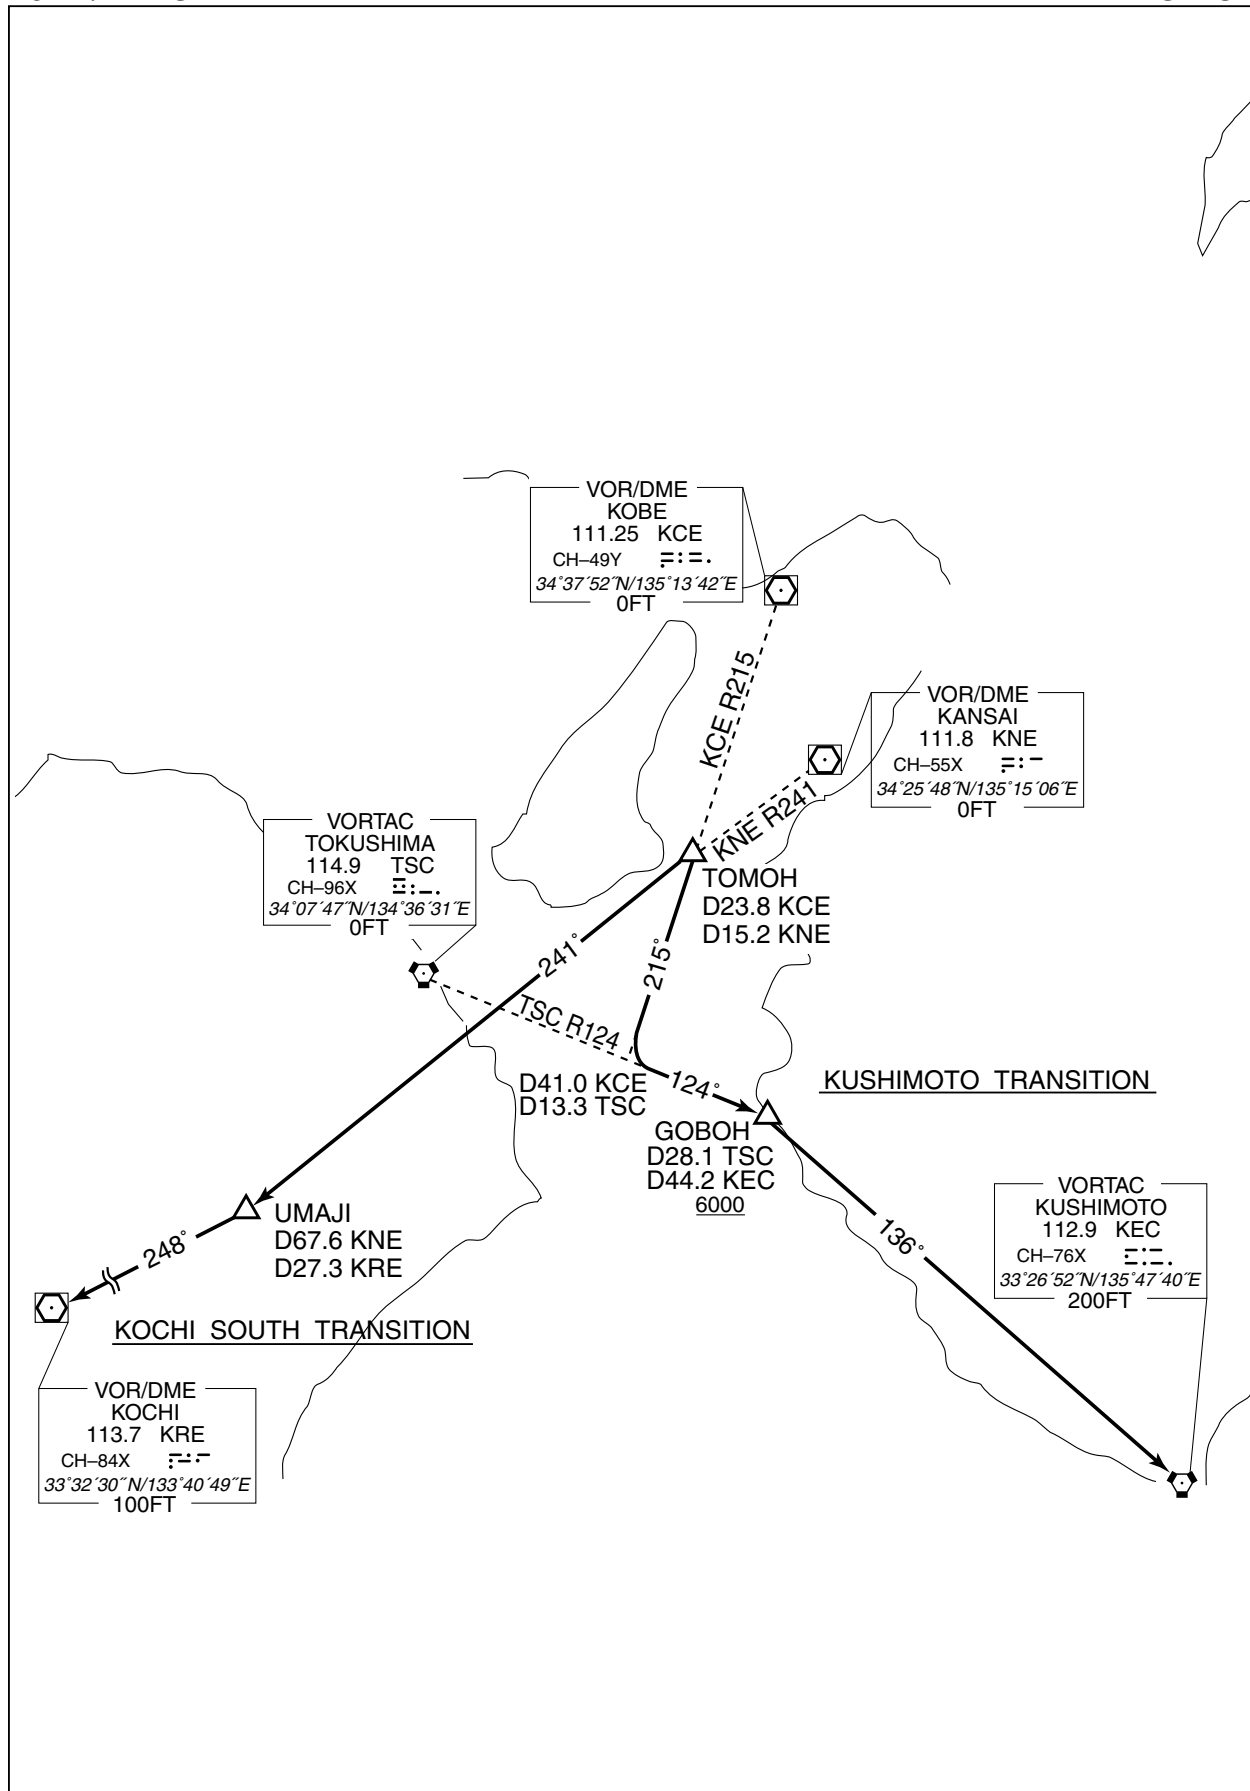 VOR/DME
KOBE
111.25 KCE
CH–49Y
34°37´52˝N/135°13´42˝E
0FT
KCE R215
VOR/DME
KANSAI
111.8 KNE
CH–55X
34°25´48˝N/135°15´06˝E
0FT
KNE R241
VORTAC
TOKUSHIMA
114.9 TSC
CH–96X
34°07´47˝N/134°36´31˝E
0FT
TOMOH
D23.8 KCE
D15.2 KNE
241°
215°
TSC R124
D41.0 KCE
D13.3 TSC
124°
KUSHIMOTO TRANSITION
GOBOH
D28.1 TSC
D44.2 KEC
6000
VORTAC
KUSHIMOTO
112.9 KEC
CH–76X
33°26´52˝N/135°47´40˝E
200FT
136°
UMAJI
D67.6 KNE
D27.3 KRE
248°
KOCHI SOUTH TRANSITION
VOR/DME
KOCHI
113.7 KRE
CH–84X
33°32´30˝N/133°40´49˝E
100FT